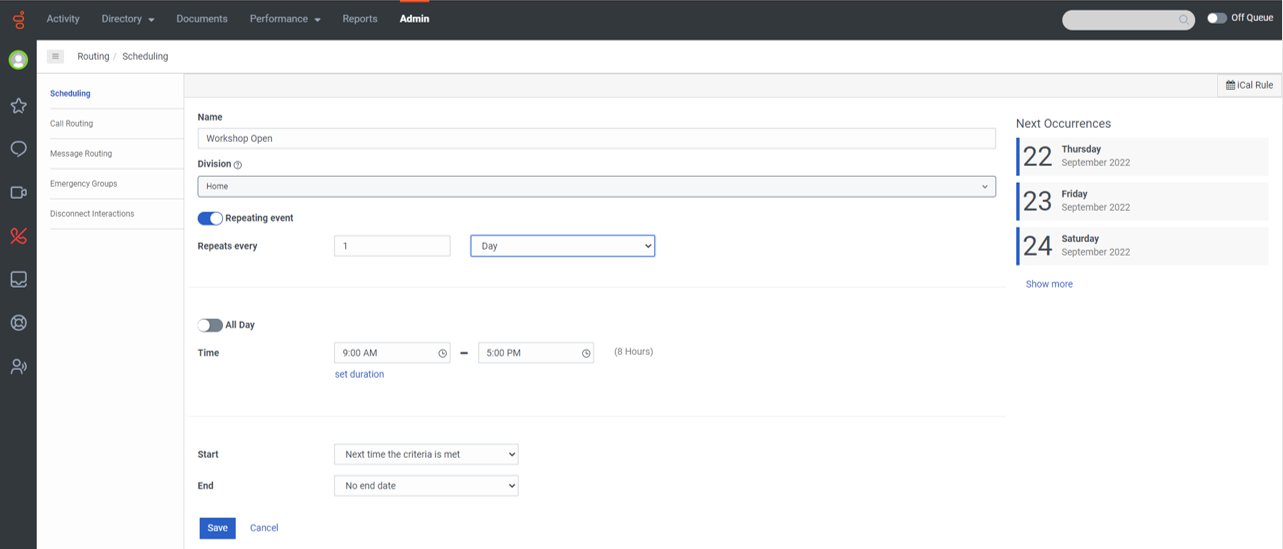 Activity Directory Documents Performance Reports Admin Off Queue
Routing / Scheduling
iCal Rule
Scheduling
Call Routing
Message Routing
Emergency Groups
Disconnect Interactions
Name
Workshop Open
Division
Home
Repeating event
Repeats every 1 Day
All Day
Time 9:00 AM – 5:00 PM (8 Hours)
set duration
Start Next time the criteria is met
End No end date
Save Cancel
Next Occurrences
22 Thursday
September 2022
23 Friday
September 2022
24 Saturday
September 2022
Show more